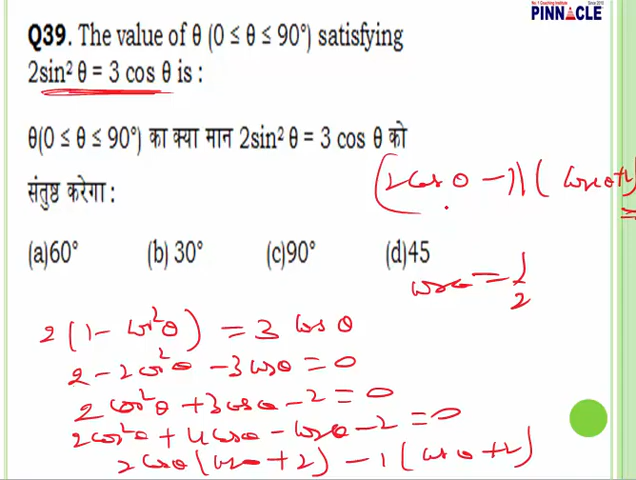 PINNACLE
Q39. The value of θ (0 ≤ θ ≤ 90°) satisfying
2sin² θ = 3 cos θ is :
θ(0 ≤ θ ≤ 90°) का क्या मान 2sin² θ = 3 cos θ को
संतुष्ट करेगा :
(a)60° (b) 30° (c)90° (d)45
(2cosθ - 1)(cosθ+2) =
cosθ = 1/2
2(1 - cos²θ) = 3 cosθ
2 - 2cos²θ - 3cosθ = 0
2cos²θ + 3cosθ - 2 = 0
2cos²θ + 4cosθ - cosθ - 2 = 0
2cosθ(cosθ + 2) - 1(cosθ + 2)